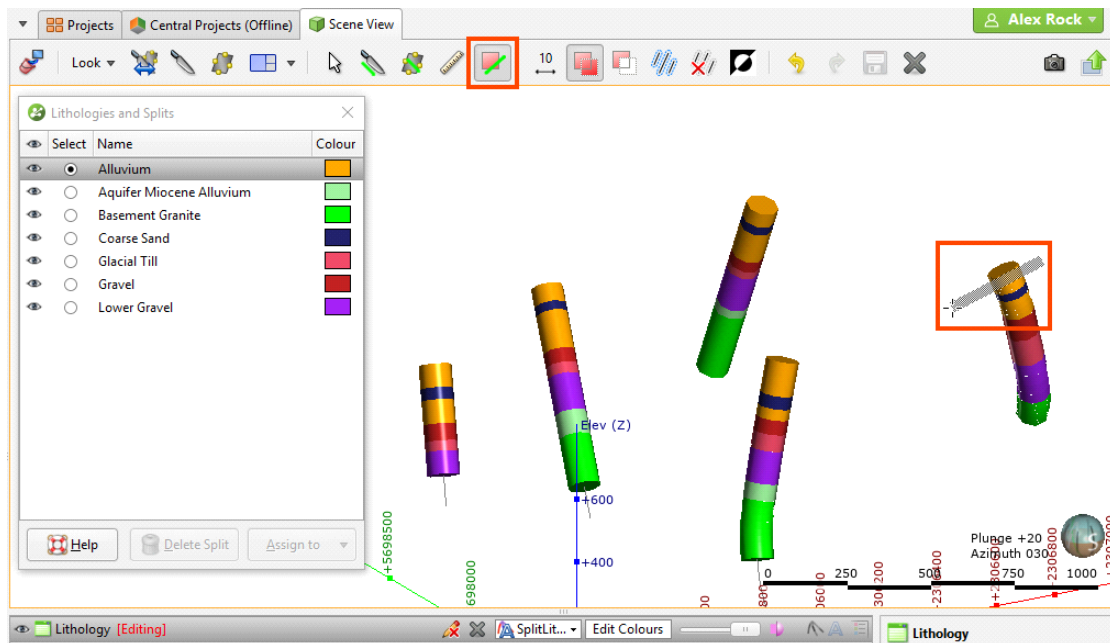 Projects
Central Projects (Offline)
Scene View
Alex Rock
Look
10
Lithologies and Splits
Select Name Colour
Alluvium
Aquifer Miocene Alluvium
Basement Granite
Coarse Sand
Glacial Till
Gravel
Lower Gravel
Help
Delete Split
Assign to
Elev (Z)
+600
+400
+5698500
698000
Plunge +20
Azimuth 030
0 250 500 750 1000
S
Lithology [Editing]
SplitLit...
Edit Colours
Lithology